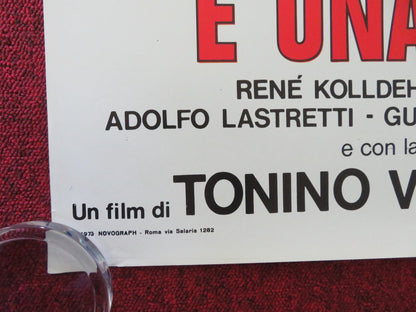 E UNA
RENÉ KOLLDEH
ADOLFO LASTRETTI - GU
e con la
Un film di TONINO V
1973 NOVOGRAPH - Roma via Salaria 1282